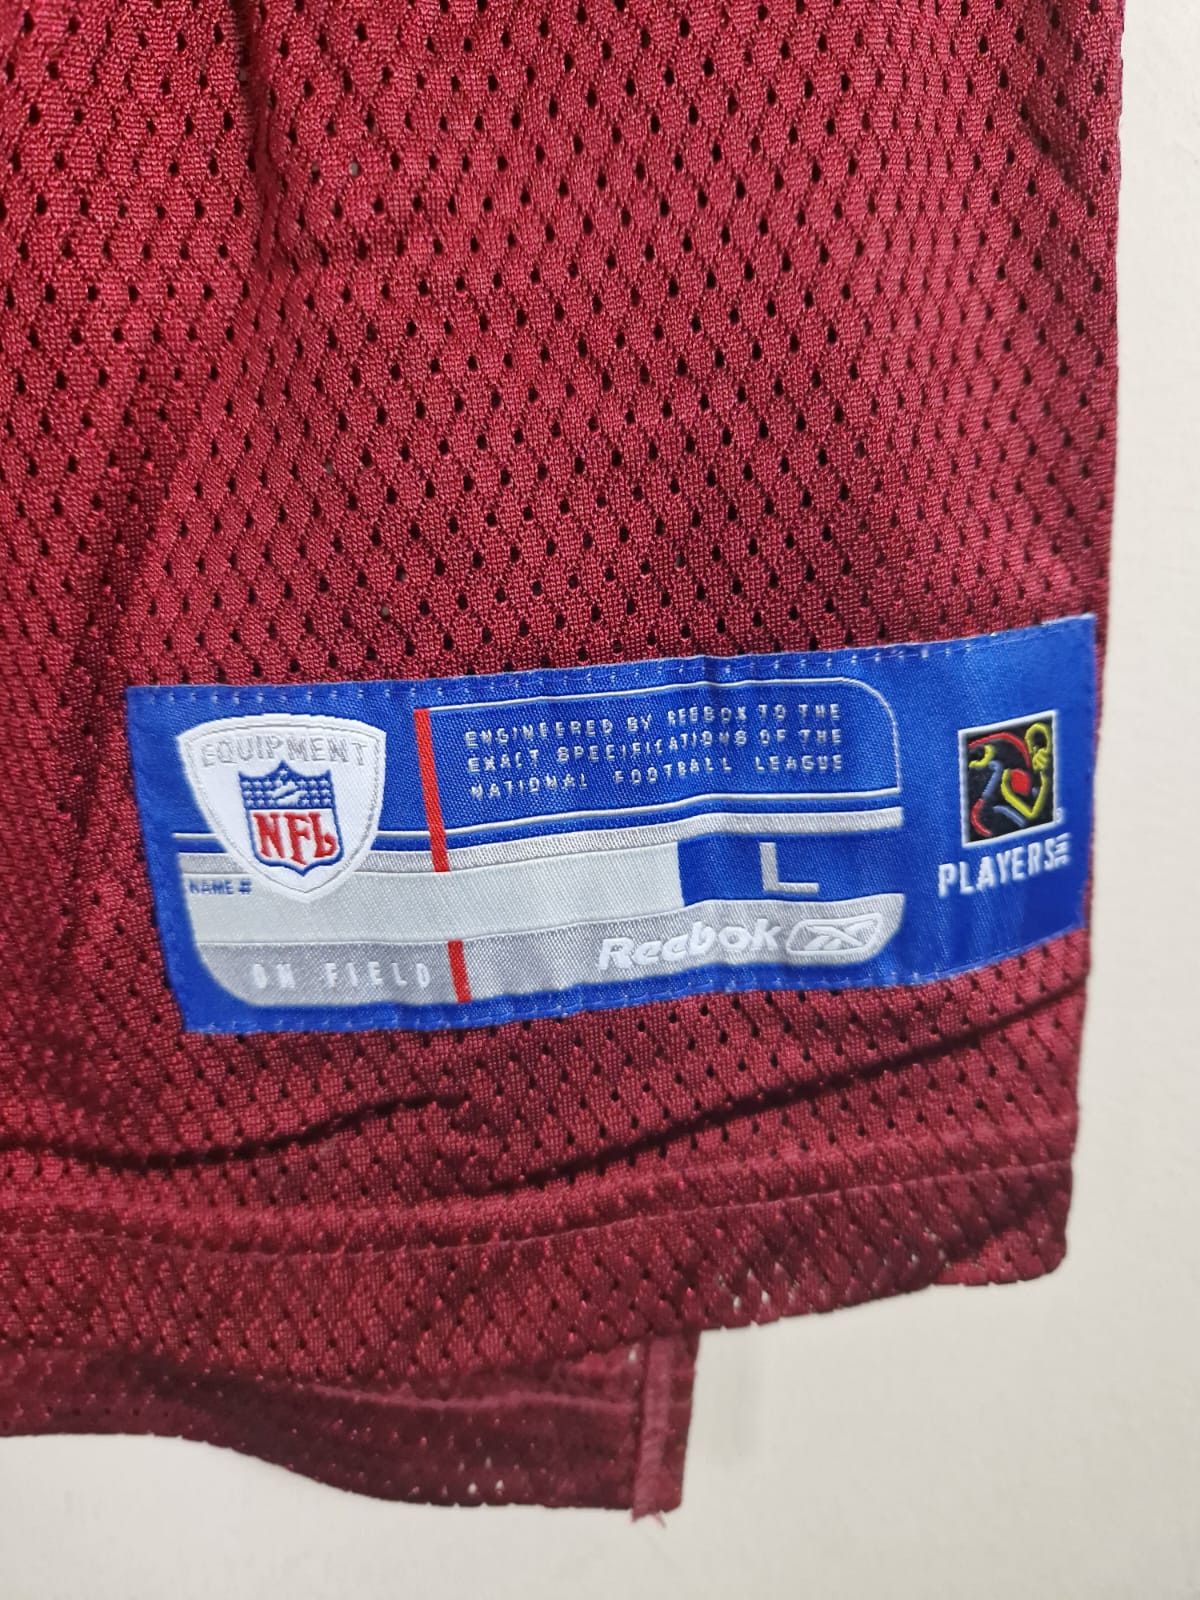 EQUIPMENT
NFL
ENGINEERED BY REEBOK TO THE
EXACT SPECIFICATIONS OF THE
NATIONAL FOOTBALL LEAGUE
NAME #
L
ON FIELD
Reebok
PLAYERS INC